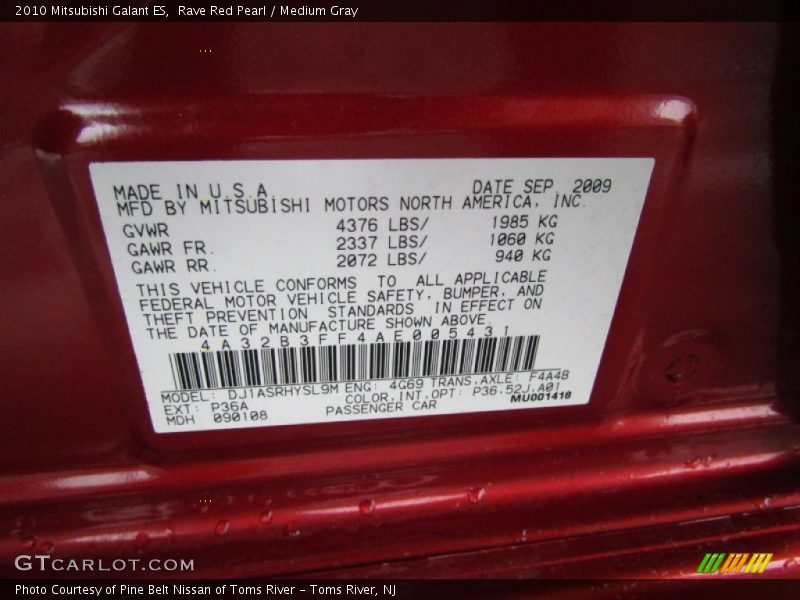 2010 Mitsubishi Galant ES,  Rave Red Pearl / Medium Gray
MADE IN U.S.A    DATE SEP. 2009
MFD BY MITSUBISHI MOTORS NORTH AMERICA, INC.
GVWR    4376 LBS/    1985 KG
GAWR FR.    2337 LBS/    1060 KG
GAWR RR.    2072 LBS/    940 KG
THIS VEHICLE CONFORMS TO ALL APPLICABLE
FEDERAL MOTOR VEHICLE SAFETY, BUMPER, AND
THEFT PREVENTION STANDARDS IN EFFECT ON
THE DATE OF MANUFACTURE SHOWN ABOVE.
4A32B3FF4AE005431
MODEL: DJ1ASRHYSL9M ENG: 4G69 TRANS.AXLE: F4A4B
EXT: P36A    COLOR.INT.OPT: P36.52J.A01
MDH 090108    PASSENGER CAR    MU001418
GTCARLOT.COM
Photo Courtesy of Pine Belt Nissan of Toms River – Toms River, NJ